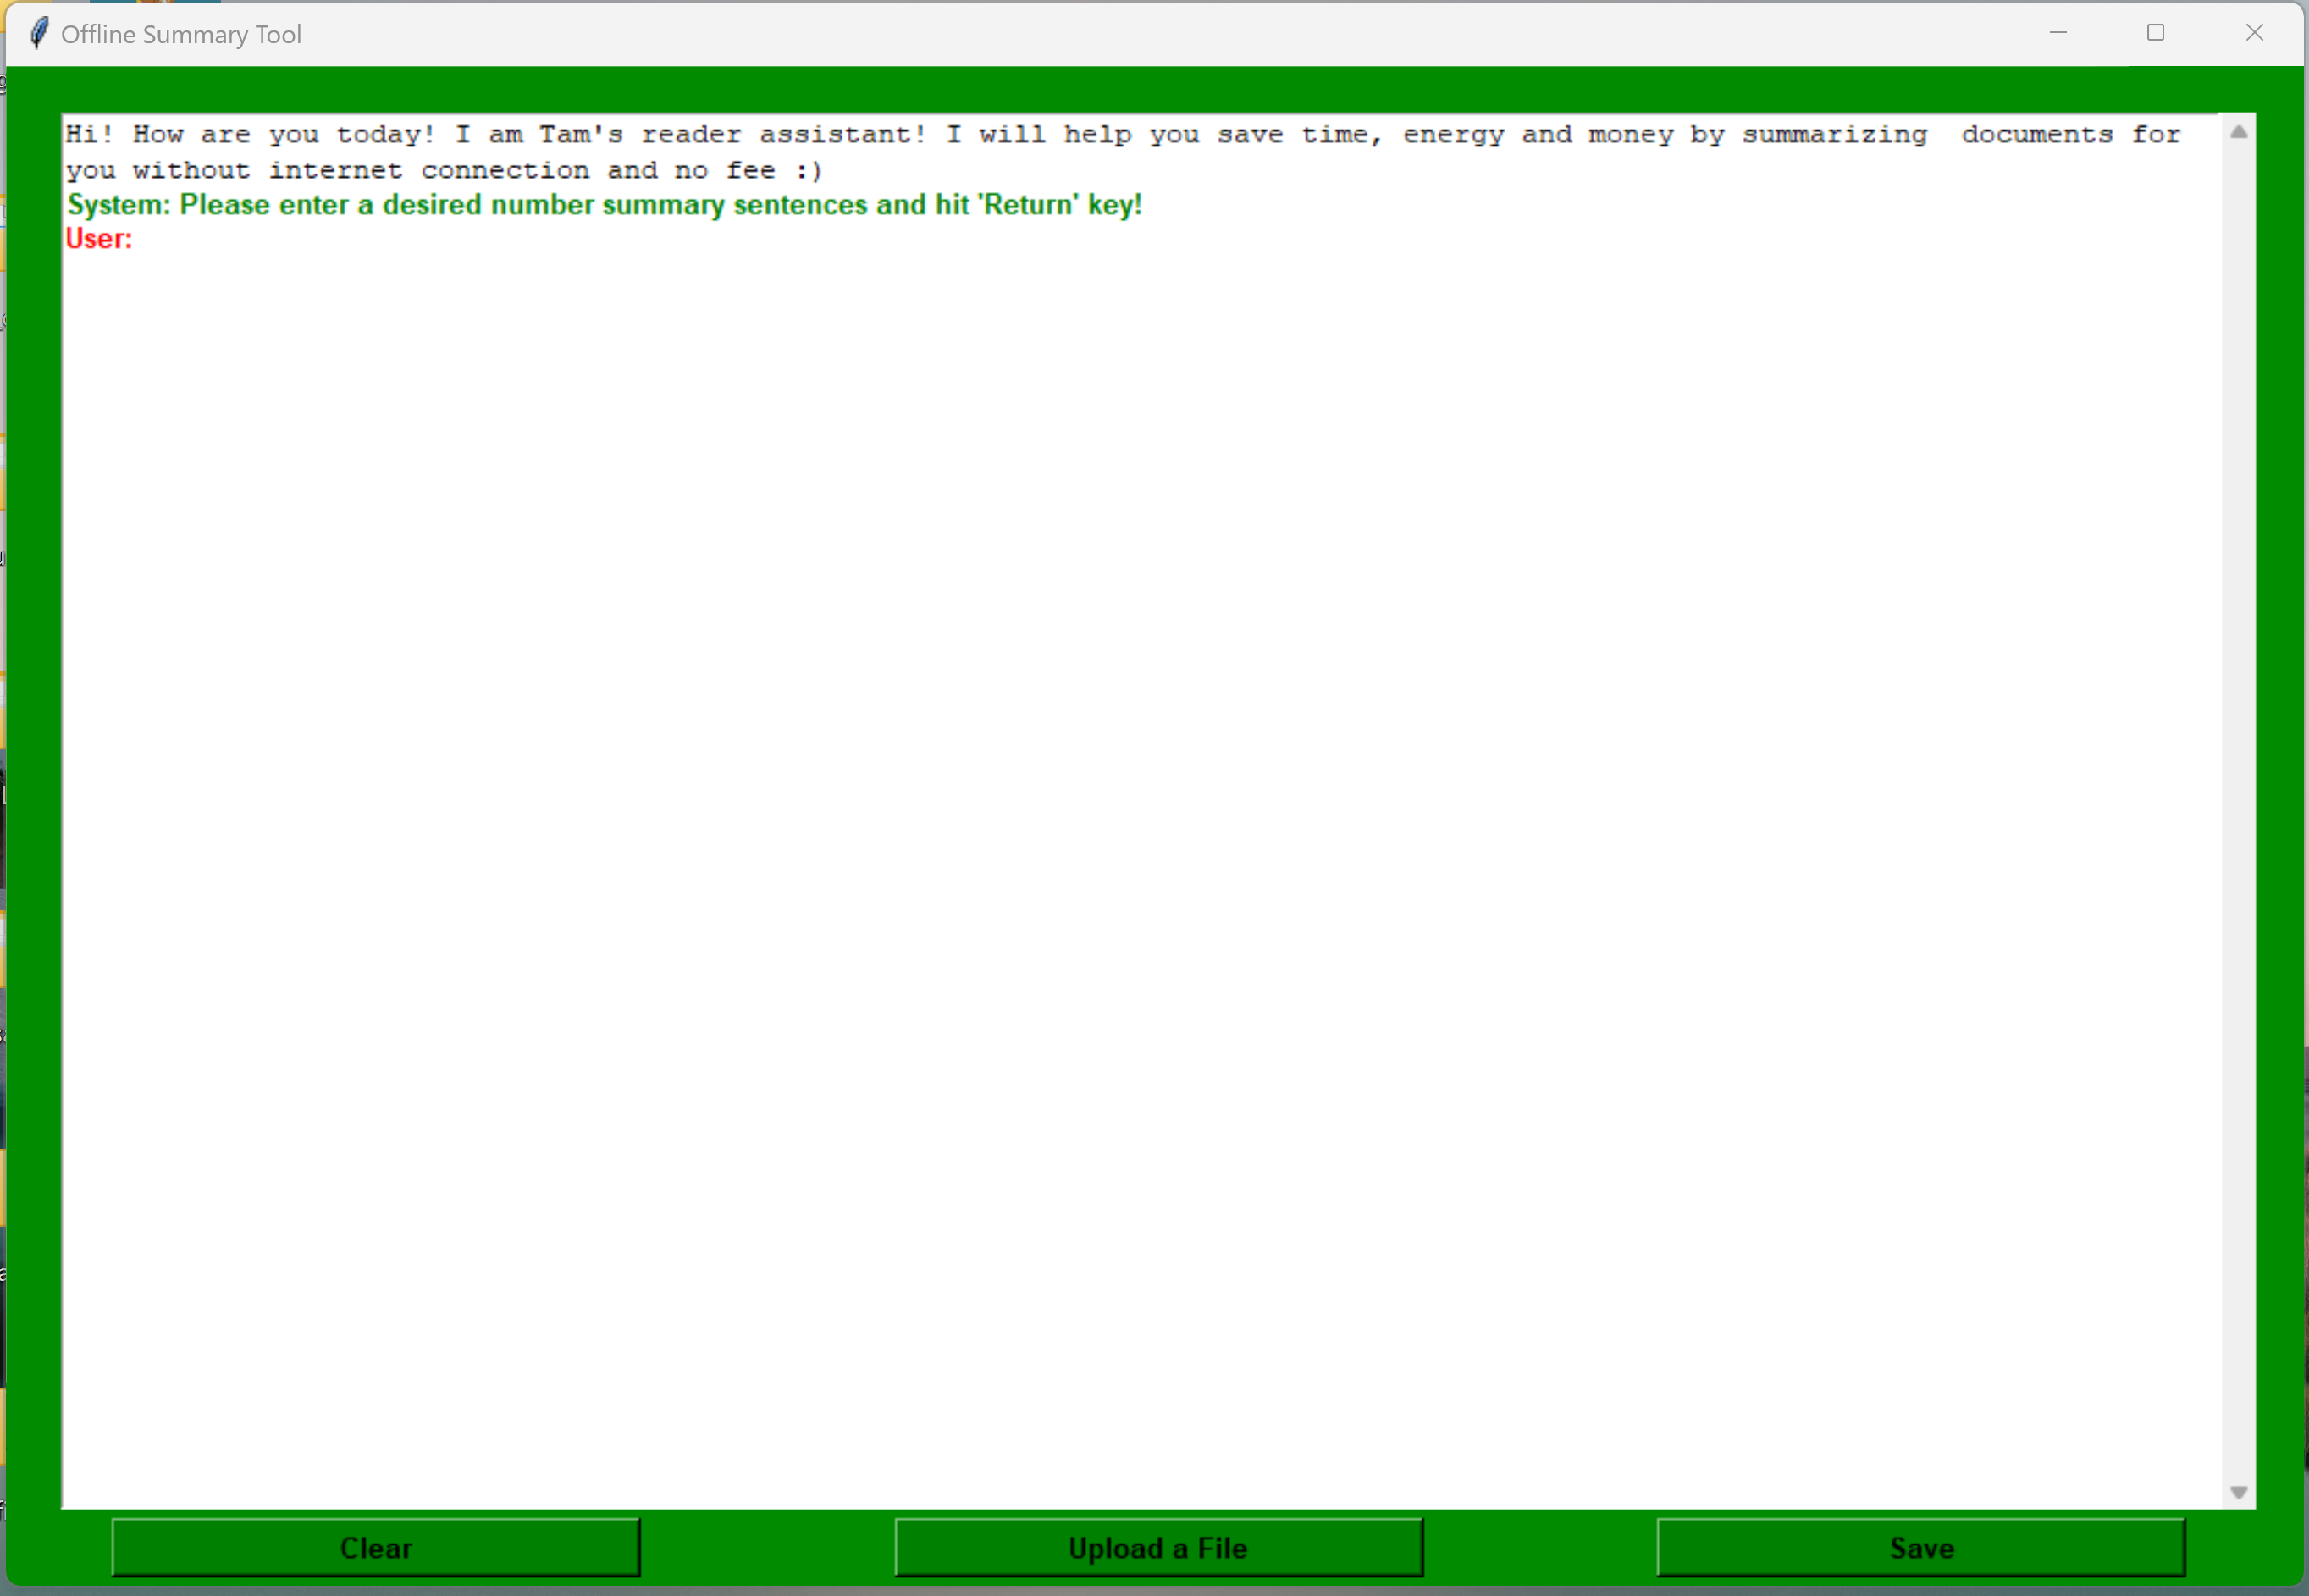 Offline Summary Tool
Hi! How are you today! I am Tam's reader assistant! I will help you save time, energy and money by summarizing  documents for
you without internet connection and no fee :)
System: Please enter a desired number summary sentences and hit 'Return' key!
User:
Clear
Upload a File
Save